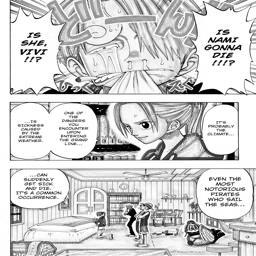 IS
NAMI
GONNA
DIE
!!!?
IS
SHE,
VIVI
!!?
IT'S
PROBABLY
THE
CLIMATE...
ONE
OF THE
DANGERS
YOU
ENCOUNTER
UPON
ENTERING
THE
GRAND
LINE...
...IS
SICKNESS
CAUSED
BY THE
EXTREME
WEATHER.
EVEN THE
MOST
NOTORIOUS
PIRATES
WHO SAIL
THE SEAS...
...CAN
SUDDENLY
GET SICK
AND DIE.
IT'S A
COMMON
OCCURRENCE.